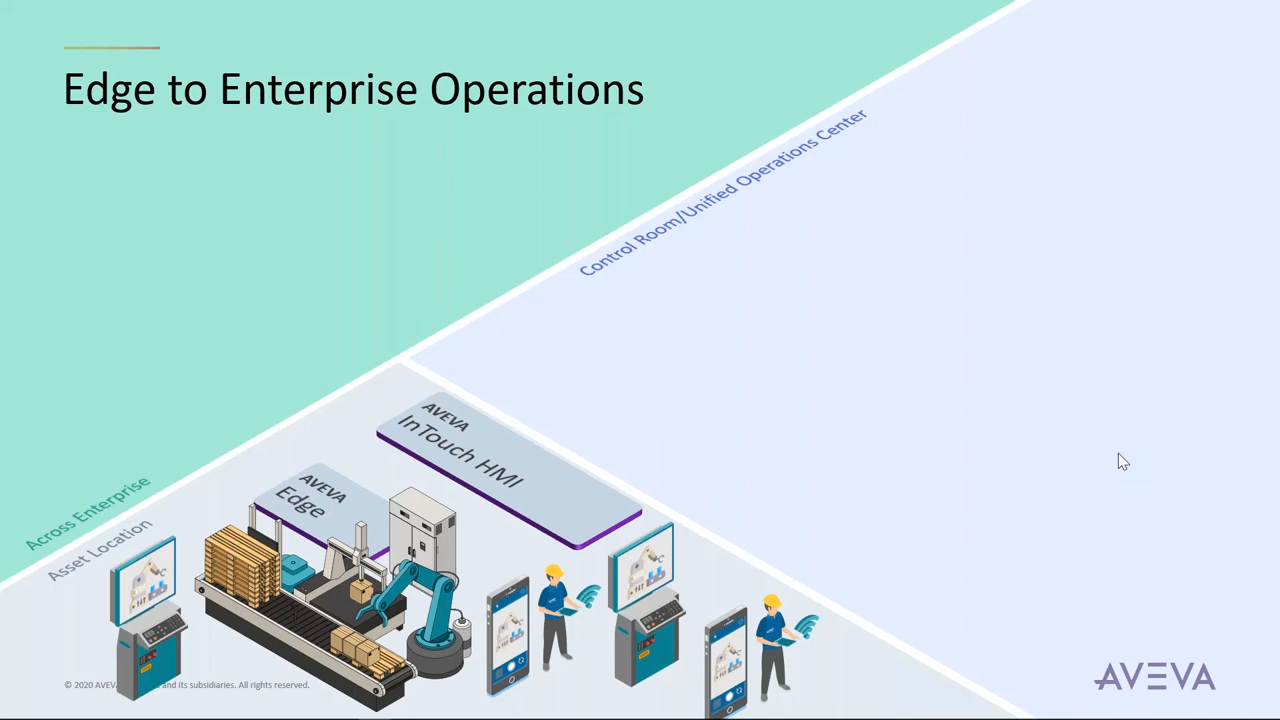 Edge to Enterprise Operations
Control Room/Unified Operations Center
AVEVA
InTouch HMI
AVEVA
Edge
Across Enterprise
Asset Location
© 2020 AVEVA and its subsidiaries. All rights reserved.
AVEVA